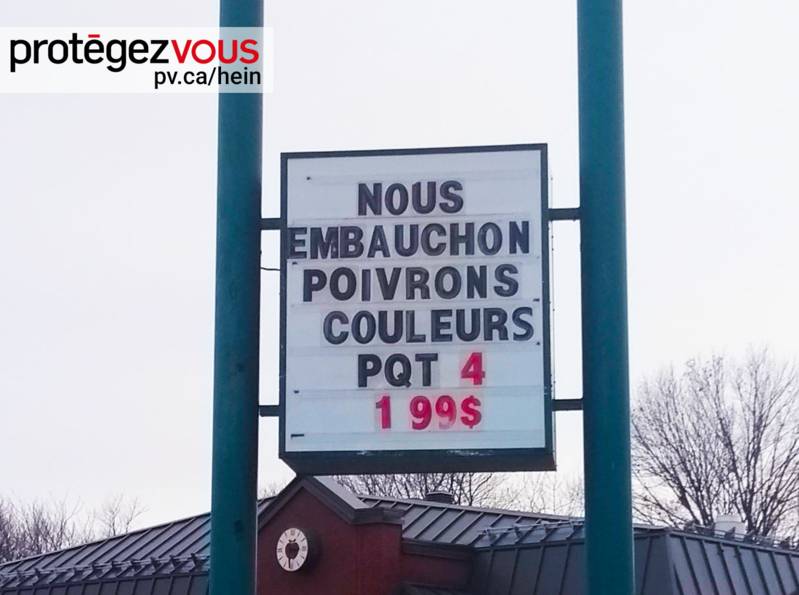 protégezvous
pv.ca/hein
NOUS
EMBAUCHON
POIVRONS
COULEURS
PQT 4
1 99$